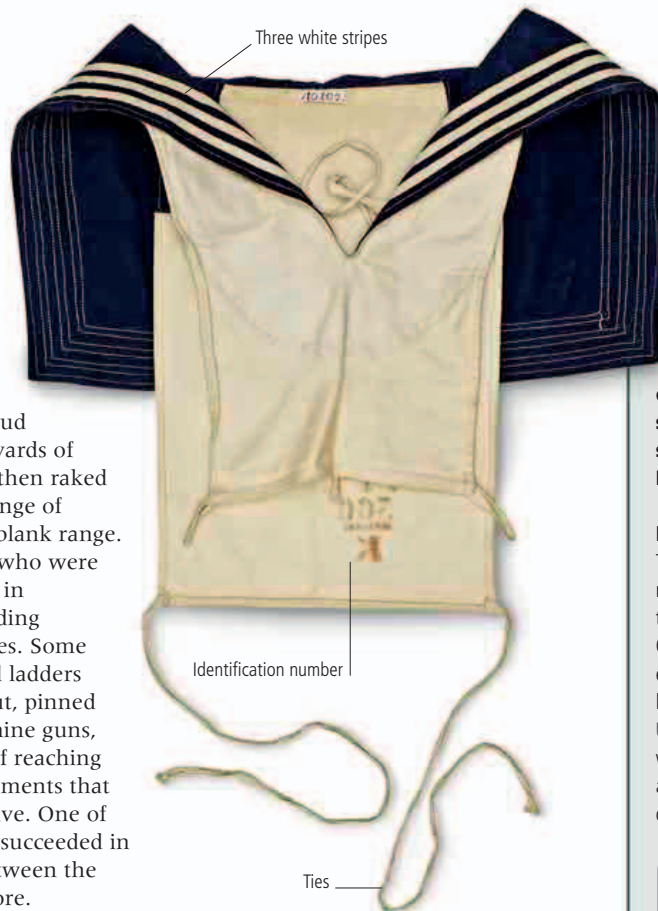 Three white stripes
ud
yards of
then raked
nge of
blank range.
who were
in
ding
es. Some
l ladders
ut, pinned
hine guns,
f reaching
ments that
ve. One of
succeeded in
tween the
ore.
Identification number
Ties